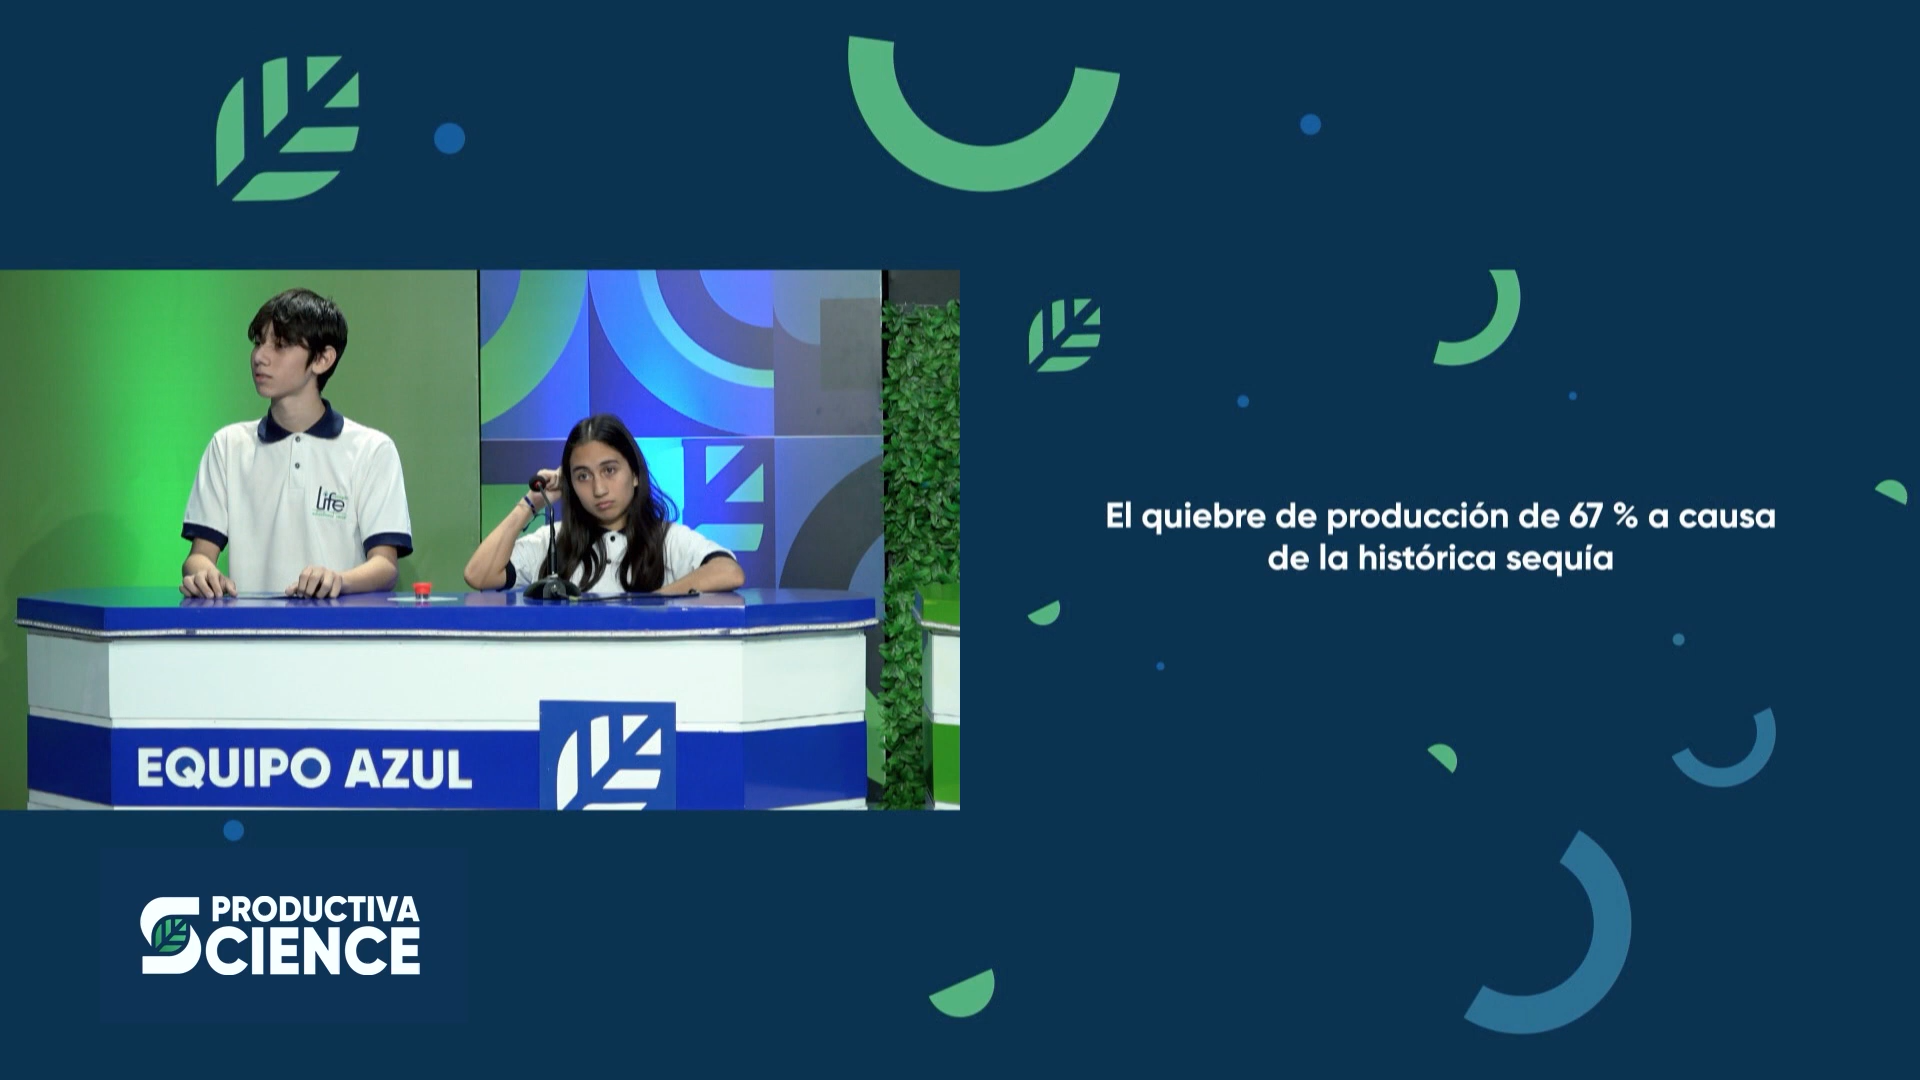 life
El quiebre de producción de 67 % a causa
de la histórica sequía
EQUIPO AZUL
PRODUCTIVA
SCIENCE